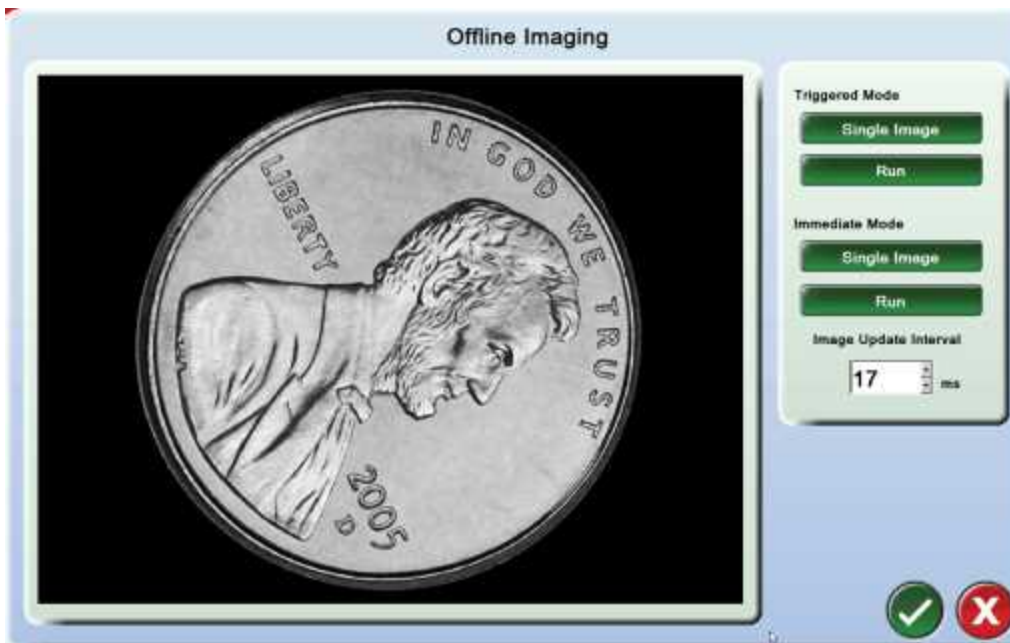 Offline Imaging
IN GOD WE TRUST
LIBERTY
2005
D
Triggered Mode
Single Image
Run
Immediate Mode
Single Image
Run
Image Update Interval
17 ms